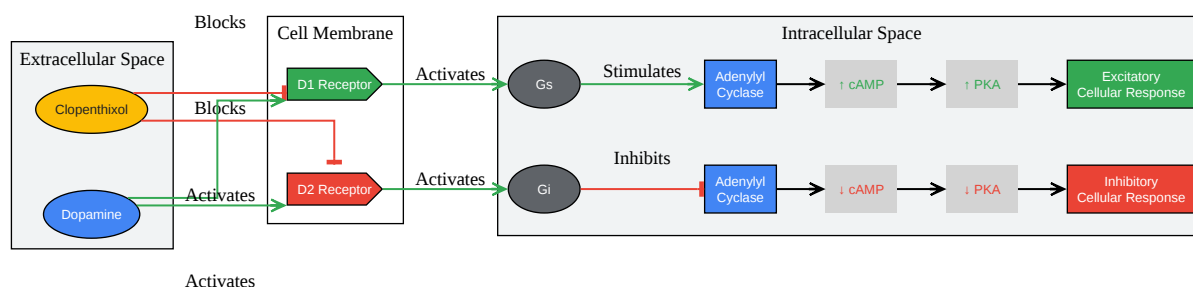 Blocks
Cell Membrane
Intracellular Space
Extracellular Space
Clopenthixol
Blocks
D1 Receptor
Activates
Gs
Stimulates
Adenylyl
Cyclase
↑ cAMP
↑ PKA
Excitatory
Cellular Response
Dopamine
Activates
D2 Receptor
Activates
Gi
Inhibits
Adenylyl
Cyclase
↓ cAMP
↓ PKA
Inhibitory
Cellular Response
Activates